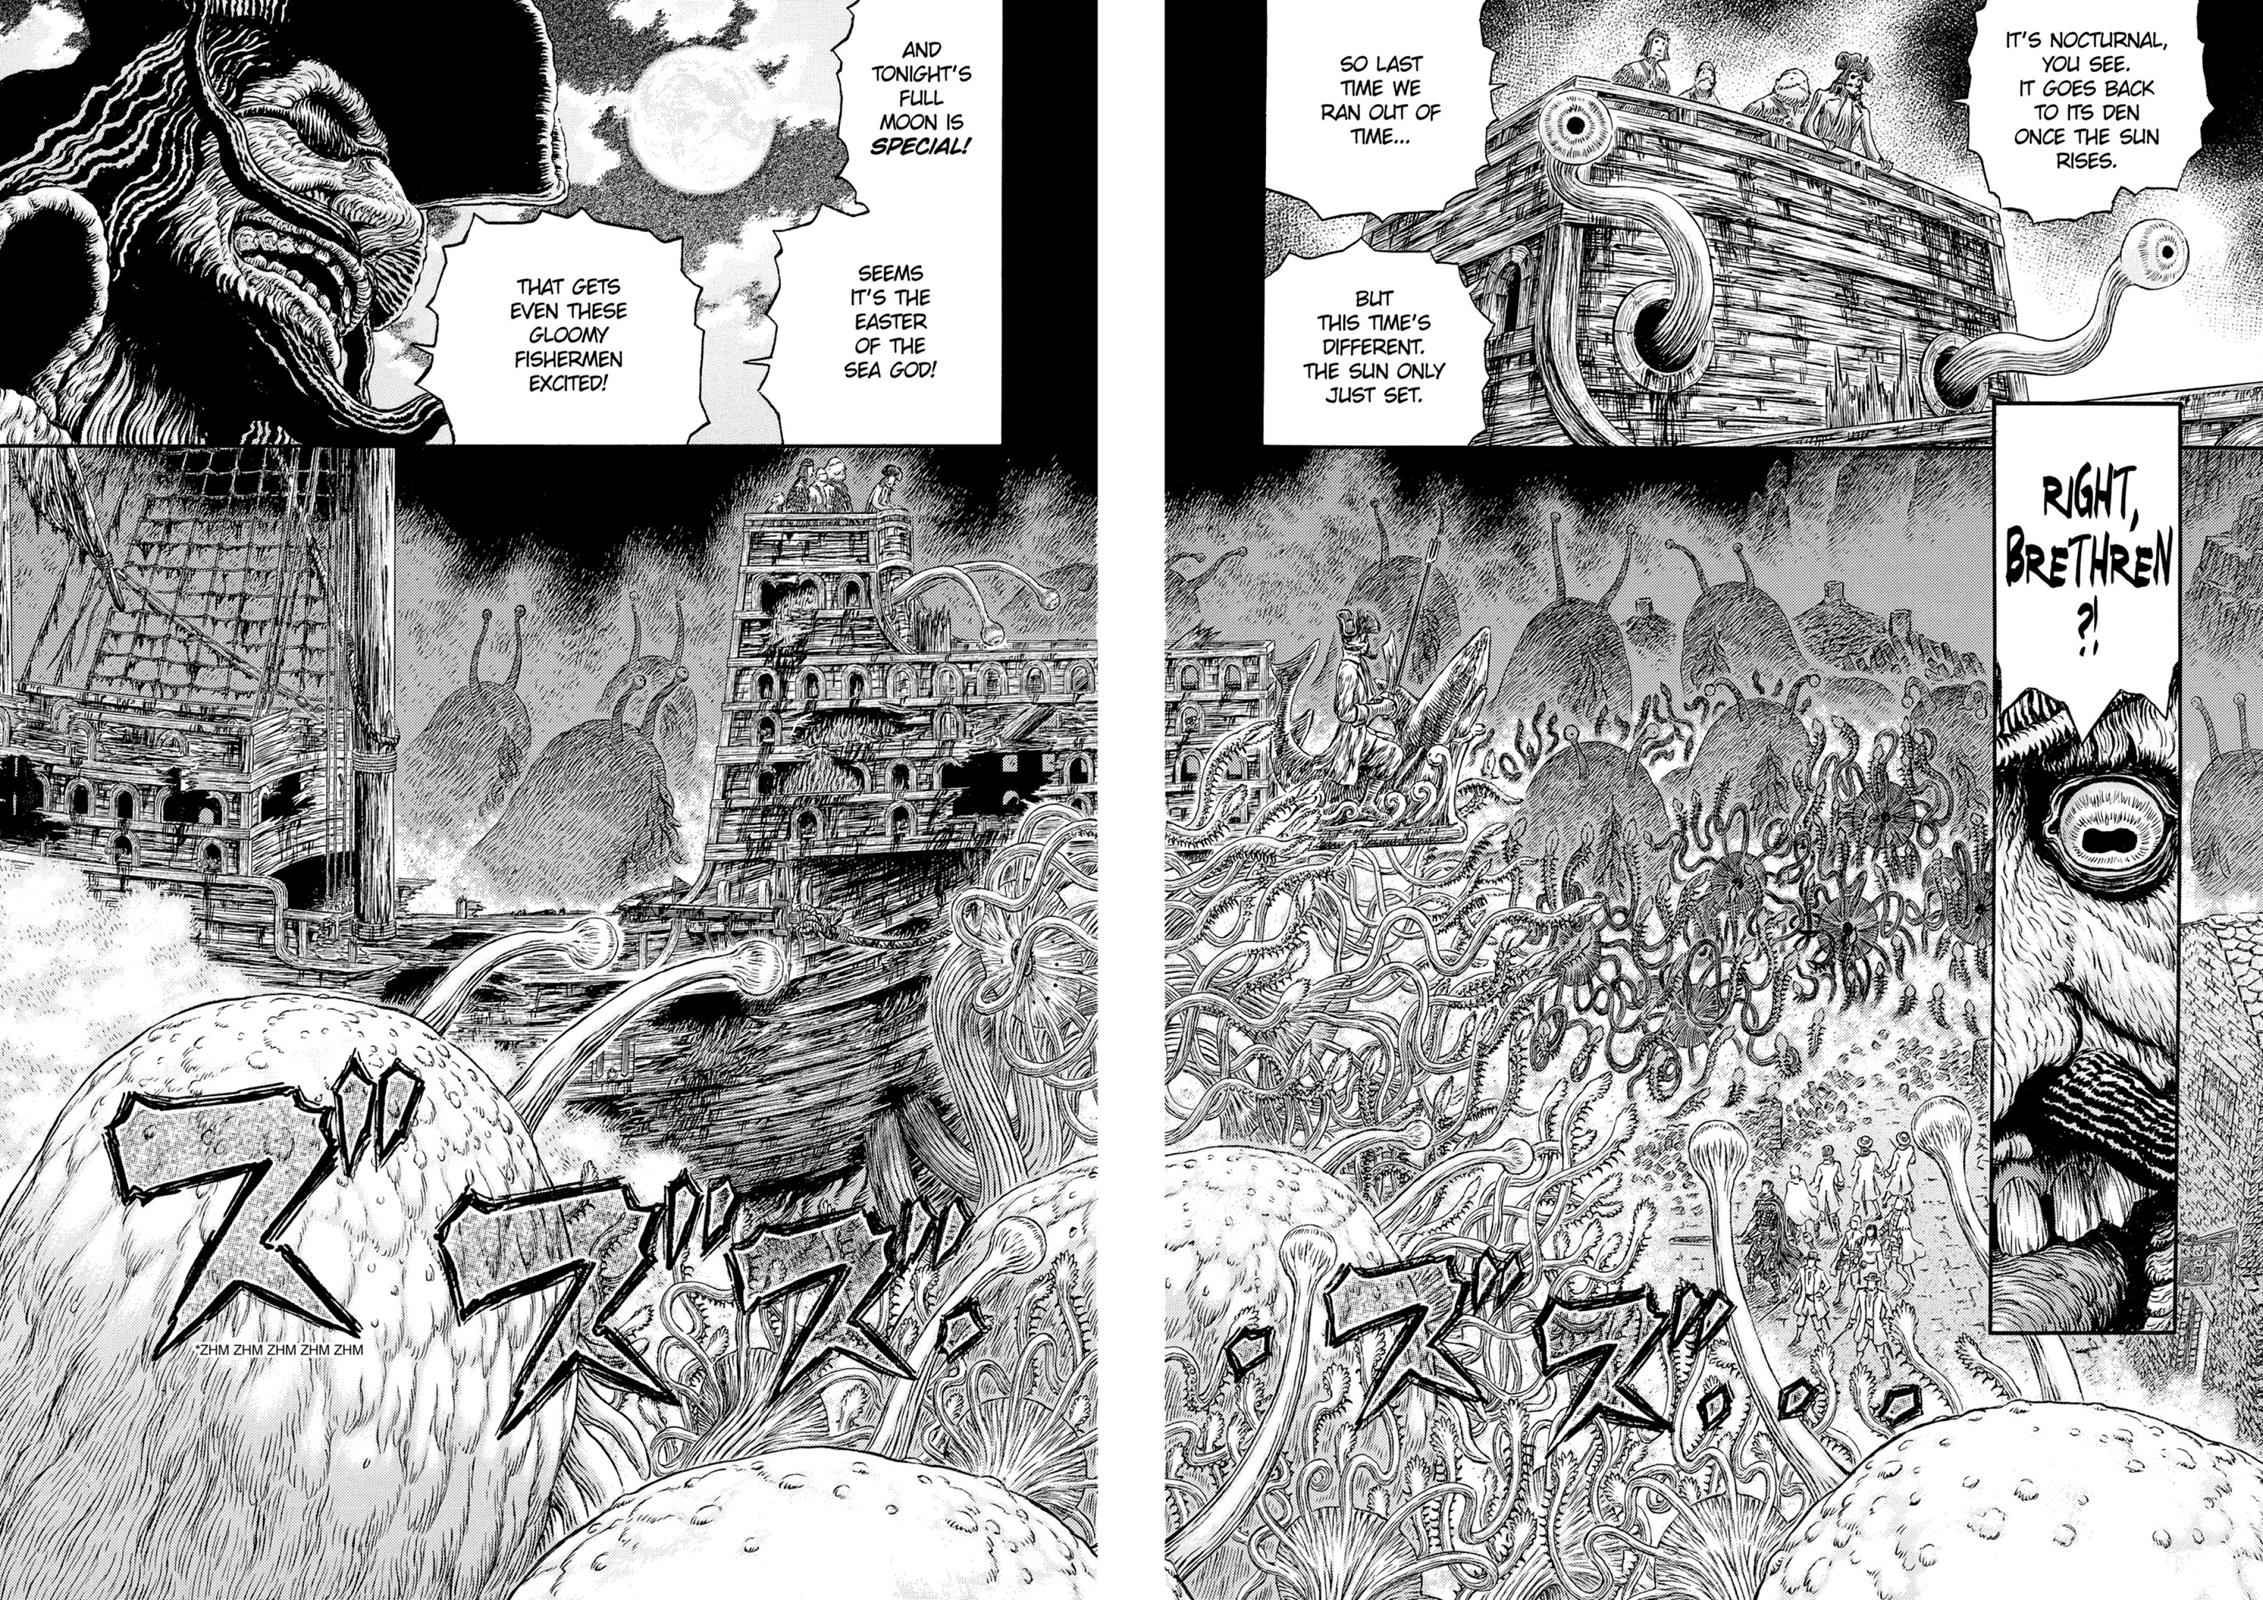 IT'S NOCTURNAL,
YOU SEE.
IT GOES BACK
TO ITS DEN
ONCE THE SUN
RISES.
SO LAST
TIME WE
RAN OUT OF
TIME...
BUT
THIS TIME'S
DIFFERENT.
THE SUN ONLY
JUST SET.
RIGHT,
BRETHREN
?!
ズズ...
AND
TONIGHT'S
FULL
MOON IS
SPECIAL!
SEEMS
IT'S THE
EASTER
OF THE
SEA GOD!
THAT GETS
EVEN THESE
GLOOMY
FISHERMEN
EXCITED!
ズズズ・
*ZHM ZHM ZHM ZHM ZHM